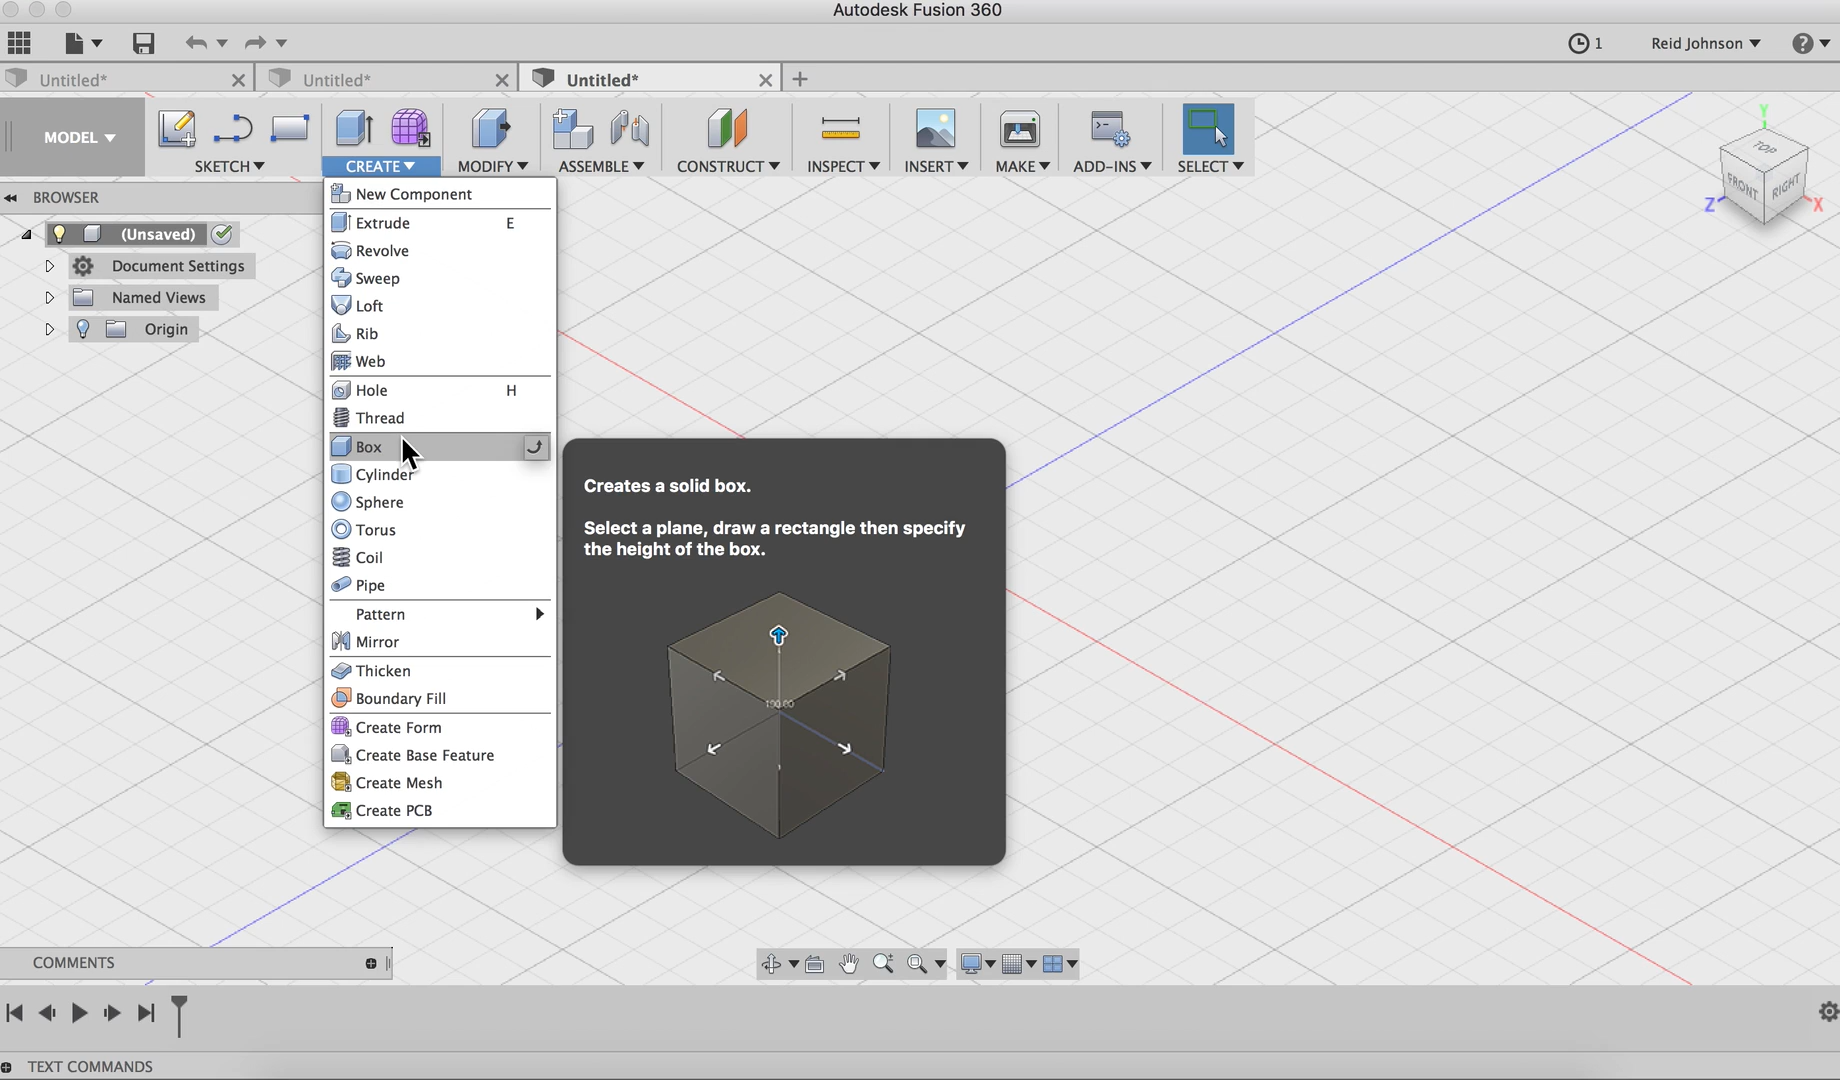 Autodesk Fusion 360
1
Reid Johnson
Untitled*
Untitled*
Untitled*
MODEL
SKETCH
CREATE
MODIFY
ASSEMBLE
CONSTRUCT
INSPECT
INSERT
MAKE
ADD-INS
SELECT
Y
TOP
FRONT
RIGHT
Z
X
BROWSER
(Unsaved)
Document Settings
Named Views
Origin
New Component
Extrude E
Revolve
Sweep
Loft
Rib
Web
Hole H
Thread
Box
Cylinder
Sphere
Torus
Coil
Pipe
Pattern
Mirror
Thicken
Boundary Fill
Create Form
Create Base Feature
Create Mesh
Create PCB
Creates a solid box.
Select a plane, draw a rectangle then specify
the height of the box.
100.00
COMMENTS
TEXT COMMANDS